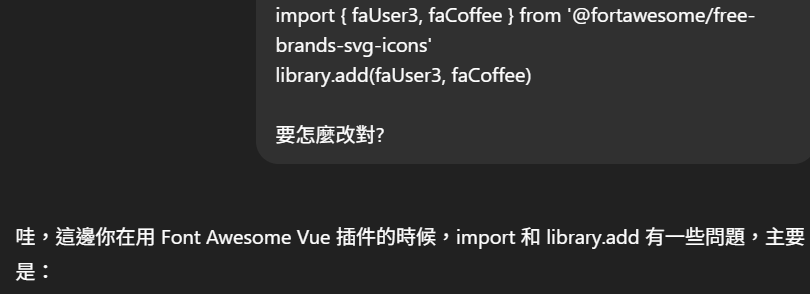 import { faUser3, faCoffee } from '@fortawesome/free-
brands-svg-icons'
library.add(faUser3, faCoffee)
要怎麼改對?
哇，這邊你在用 Font Awesome Vue 插件的時候，import 和 library.add 有一些問題，主要
是：